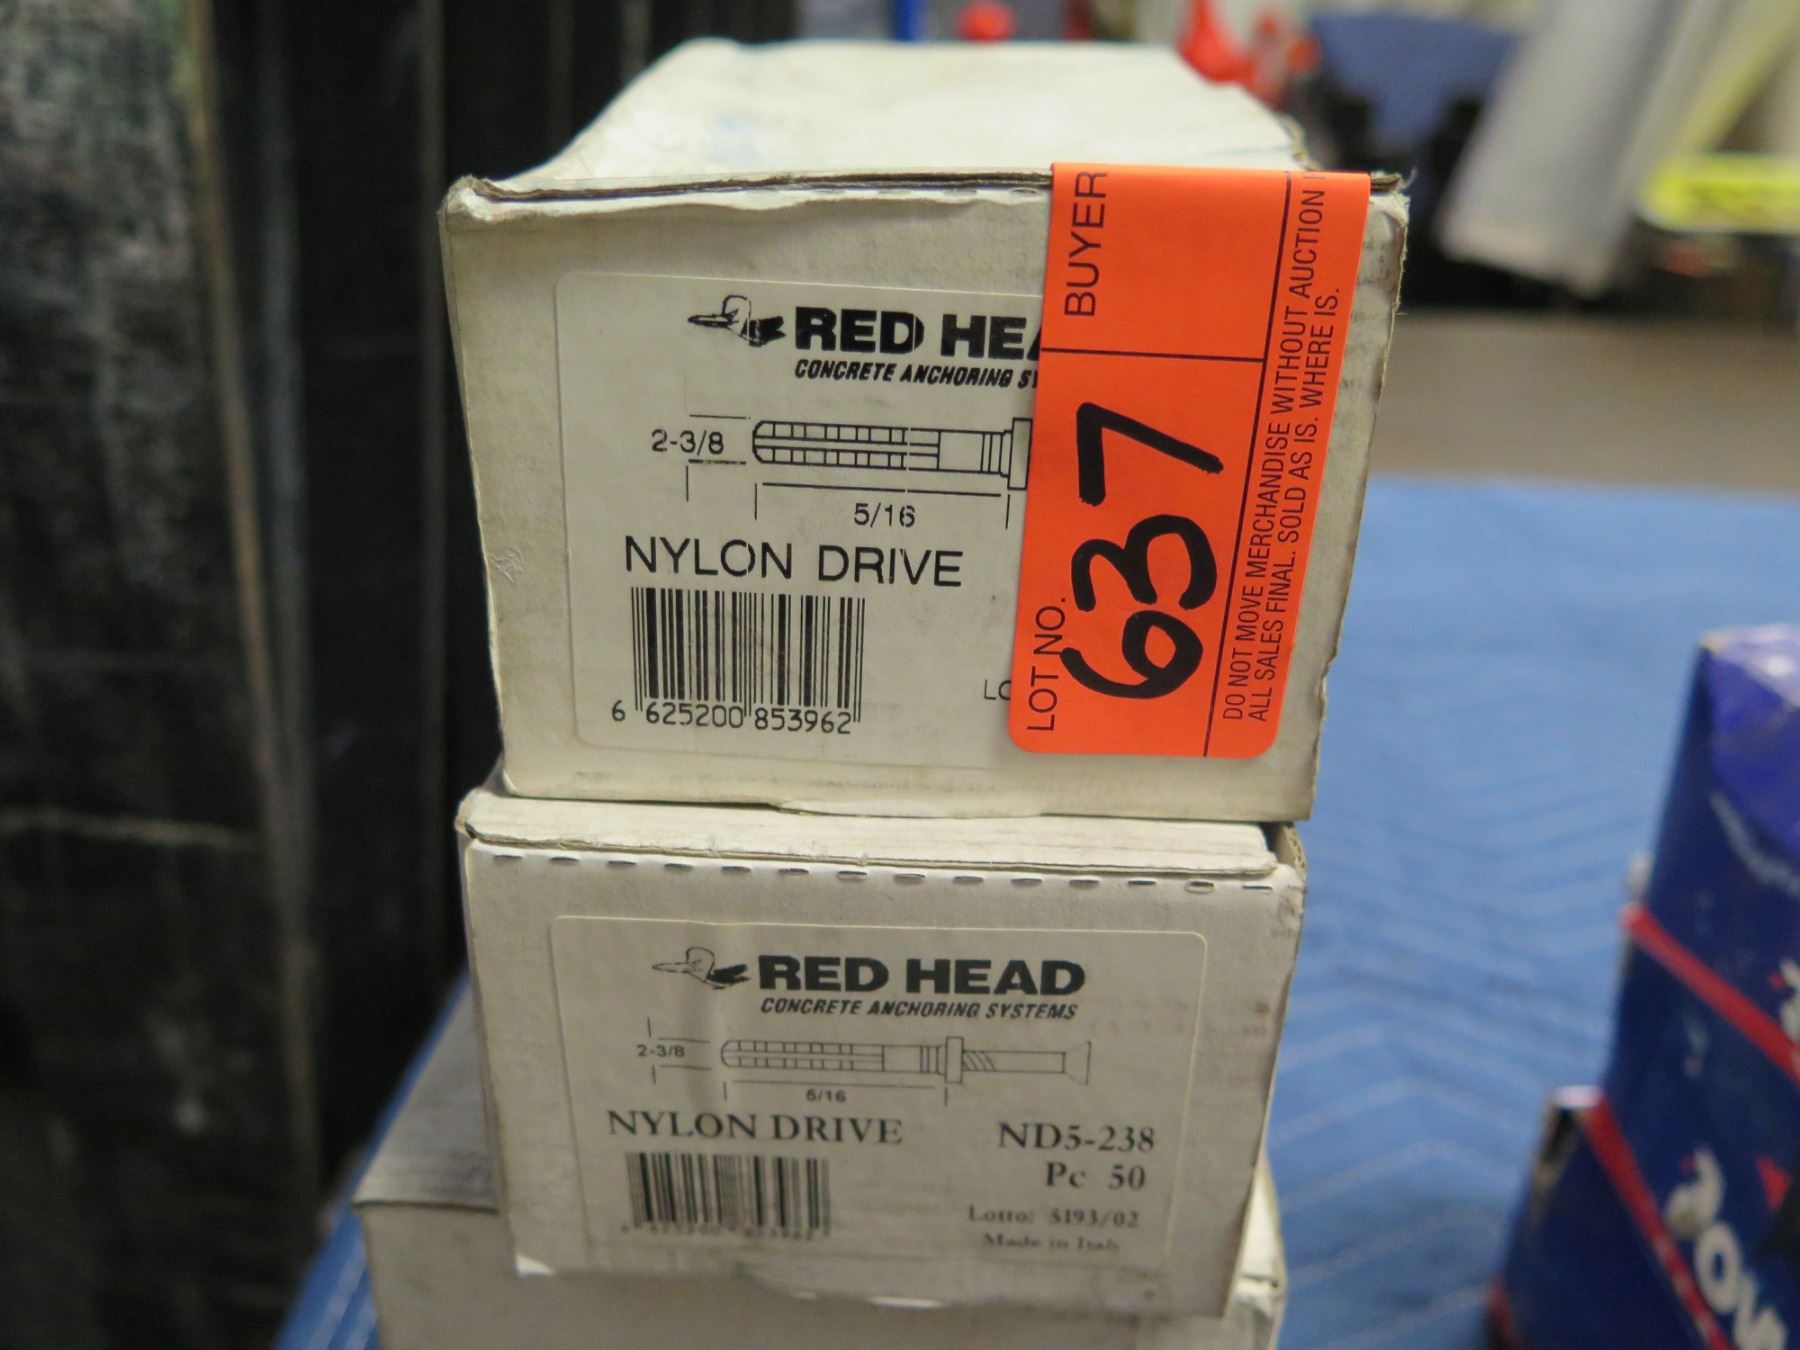 RED HEA
CONCRETE ANCHORING SY
2-3/8
5/16
NYLON DRIVE
6 625200 853962
LO
BUYER
LOT NO.
637
DO NOT MOVE MERCHANDISE WITHOUT AUCTION
ALL SALES FINAL. SOLD AS IS. WHERE IS.
RED HEAD
CONCRETE ANCHORING SYSTEMS
2-3/8
5/16
NYLON DRIVE
ND5-238
Pc 50
Lotto: 5193/02
Made in Italy